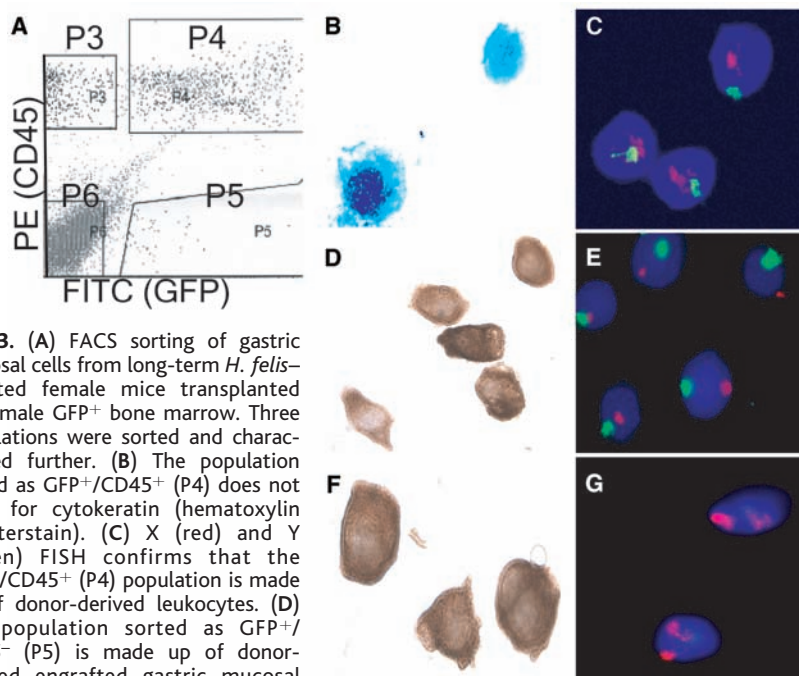 A
P3
P4
P3
P4
PE (CD45)
P6
P5
P6
P5
FITC (GFP)
B
C
D
E
F
G
3. (A) FACS sorting of gastric
osal cells from long-term H. felis–
ted female mice transplanted
male GFP+ bone marrow. Three
lations were sorted and charac-
ed further. (B) The population
d as GFP+/CD45+ (P4) does not
for cytokeratin (hematoxylin
terstain). (C) X (red) and Y
en) FISH confirms that the
/CD45+ (P4) population is made
f donor-derived leukocytes. (D)
population sorted as GFP+/
− (P5) is made up of donor-
ed engrafted gastric mucosal